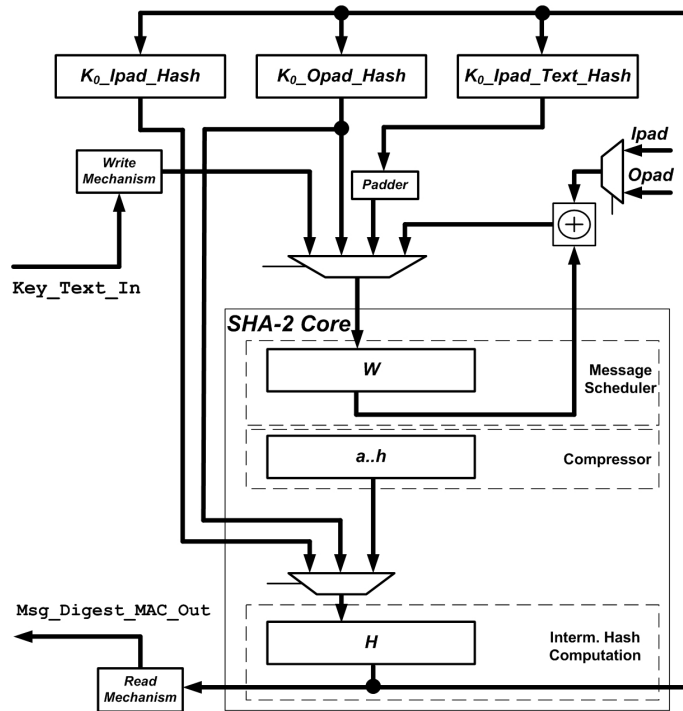 K₀_Ipad_Hash
K₀_Opad_Hash
K₀_Ipad_Text_Hash
Ipad
Opad
Write
Mechanism
Padder
Key_Text_In
SHA-2 Core
W
Message
Scheduler
a..h
Compressor
Msg_Digest_MAC_Out
H
Interm. Hash
Computation
Read
Mechanism